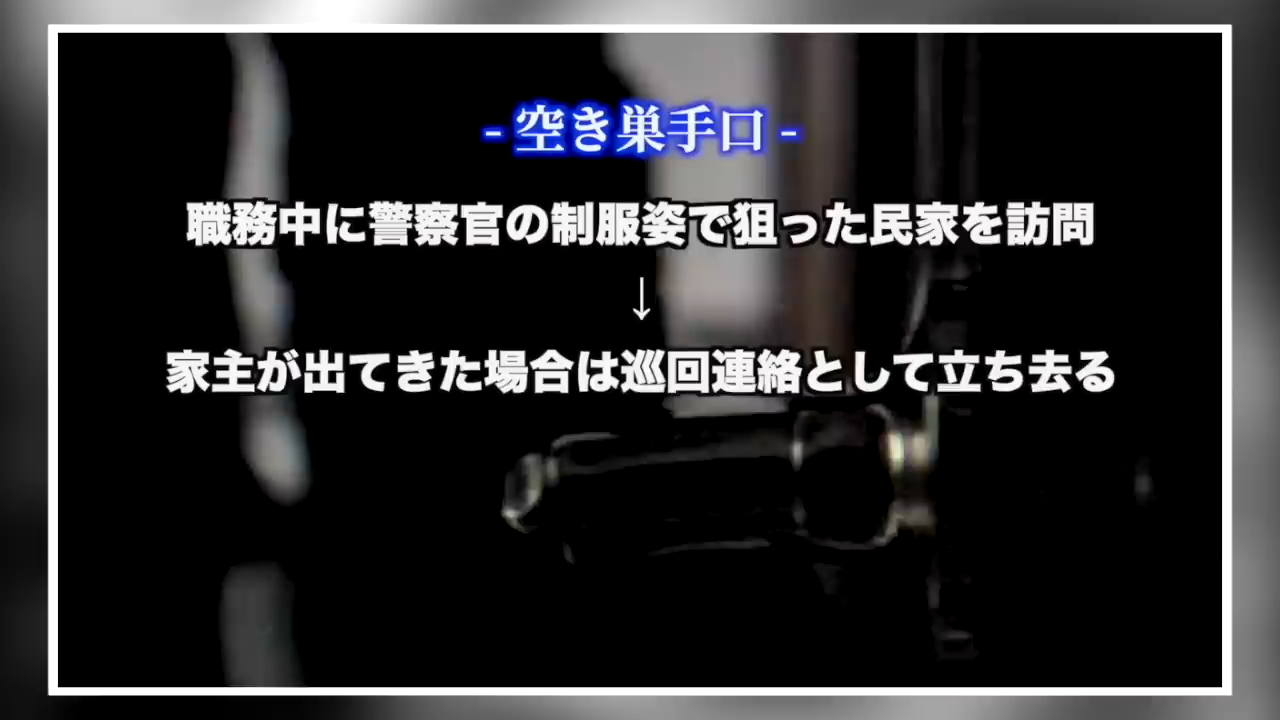 - 空き巣手口 -
職務中に警察官の制服姿で狙った民家を訪問
↓
家主が出てきた場合は巡回連絡として立ち去る